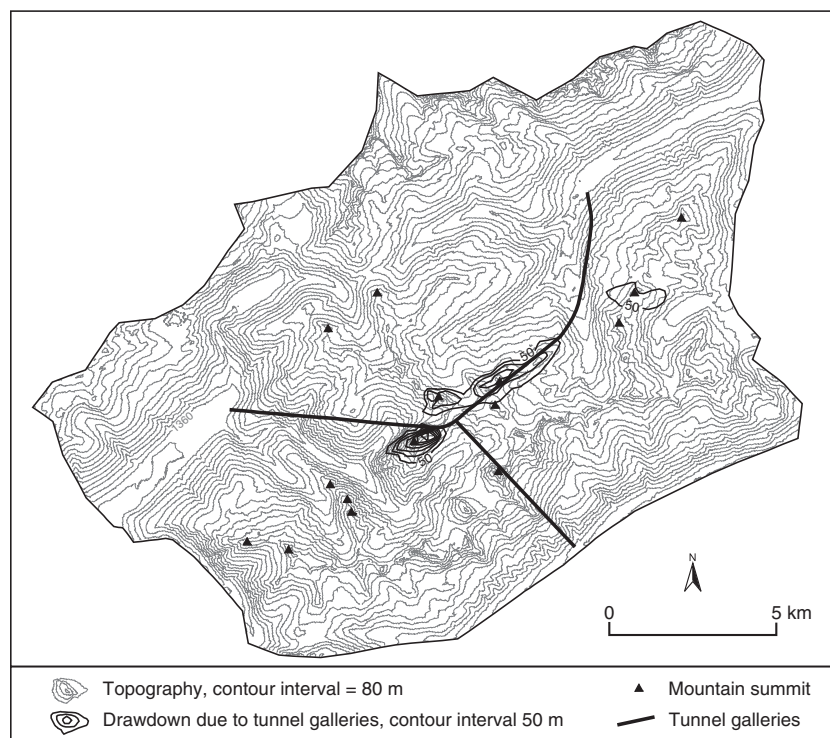 50
50
360
50
N
0 5 km
Topography, contour interval = 80 m
Mountain summit
Drawdown due to tunnel galleries, contour interval 50 m
Tunnel galleries